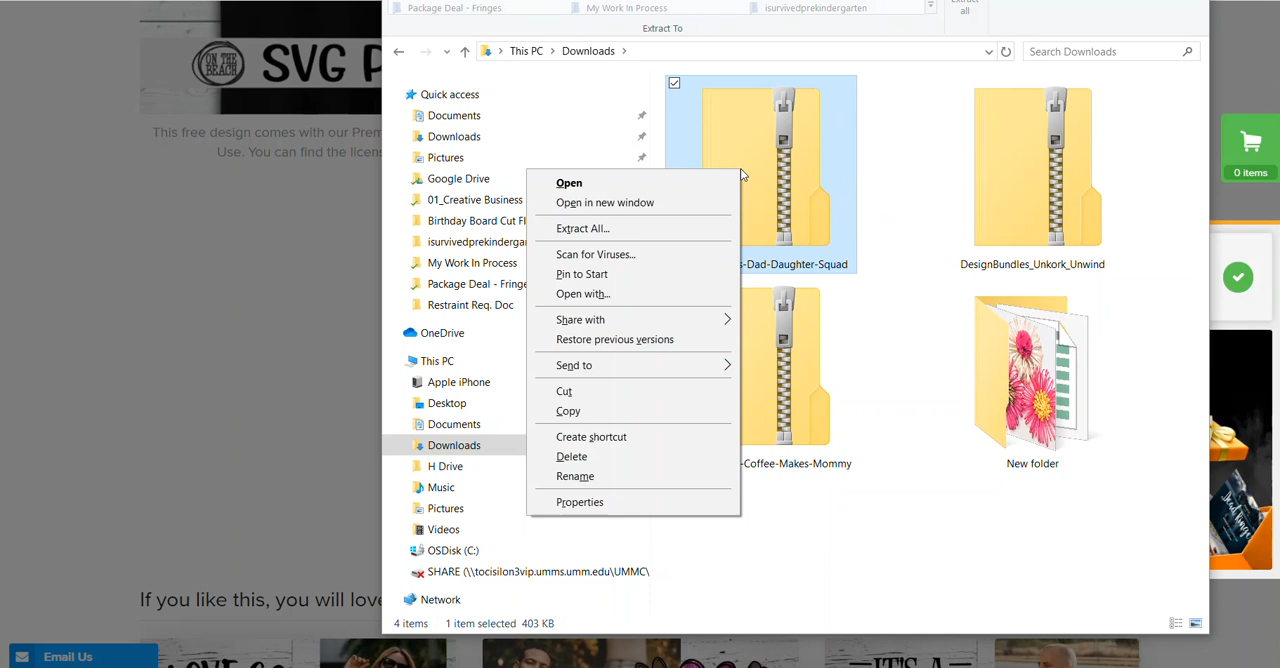 Package Deal - Fringes
My Work In Process
isurvivedprekindergarten
Extract
all
Extract To
ON THE
BEACH
SVG P
This PC
Downloads
Search Downloads
This free design comes with our Prem
Use. You can find the licens
Quick access
Documents
Downloads
Pictures
Google Drive
01_Creative Business
Birthday Board Cut Fi
isurvivedprekindergar
My Work In Process
Package Deal - Fringe
Restraint Req. Doc
OneDrive
This PC
Apple iPhone
Desktop
Documents
Downloads
H Drive
Music
Pictures
Videos
OSDisk (C:)
SHARE (\\tocisilon3vip.umms.umm.edu\UMMC\
Network
Open
Open in new window
Extract All...
Scan for Viruses...
Pin to Start
Open with...
Share with
Restore previous versions
Send to
Cut
Copy
Create shortcut
Delete
Rename
Properties
s-Dad-Daughter-Squad
DesignBundles_Unkork_Unwind
-Coffee-Makes-Mommy
New folder
0 items
If you like this, you will love
4 items
1 item selected 403 KB
Email Us
IT'S A